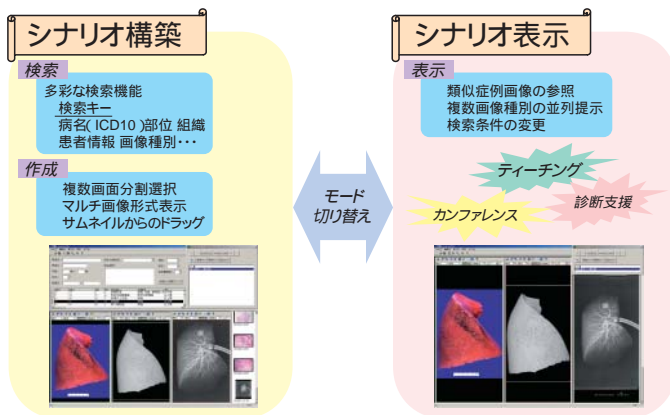 シナリオ構築
検索
多彩な検索機能
検索キー
病名( ICD10 )部位 組織
患者情報 画像種別・・・
作成
複数画面分割選択
マルチ画像形式表示
サムネイルからのドラッグ
モード
切り替え
シナリオ表示
表示
類似症例画像の参照
複数画像種別の並列提示
検索条件の変更
ティーチング
診断支援
カンファレンス